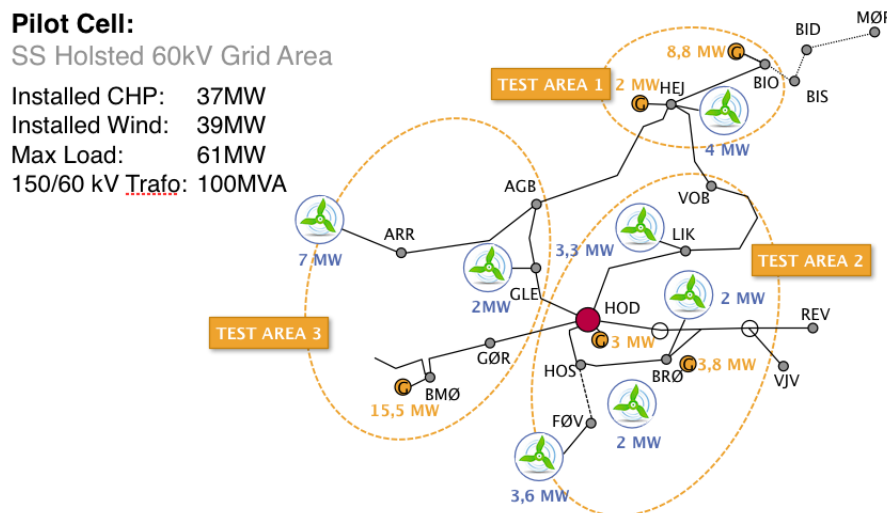 Pilot Cell:
SS Holsted 60kV Grid Area
Installed CHP: 37MW
Installed Wind: 39MW
Max Load: 61MW
150/60 kV Trafo: 100MVA
MØF
BID
8,8 MW
G
BIO
BIS
TEST AREA 1
2 MW
G
HEJ
4 MW
AGB
VOB
ARR
7 MW
3,3 MW
LIK
TEST AREA 2
2MW
GLE
2 MW
HOD
REV
TEST AREA 3
G
3 MW
GØR
HOS
BRØ
G
3,8 MW
VJV
G
BMØ
15,5 MW
2 MW
FØV
3,6 MW